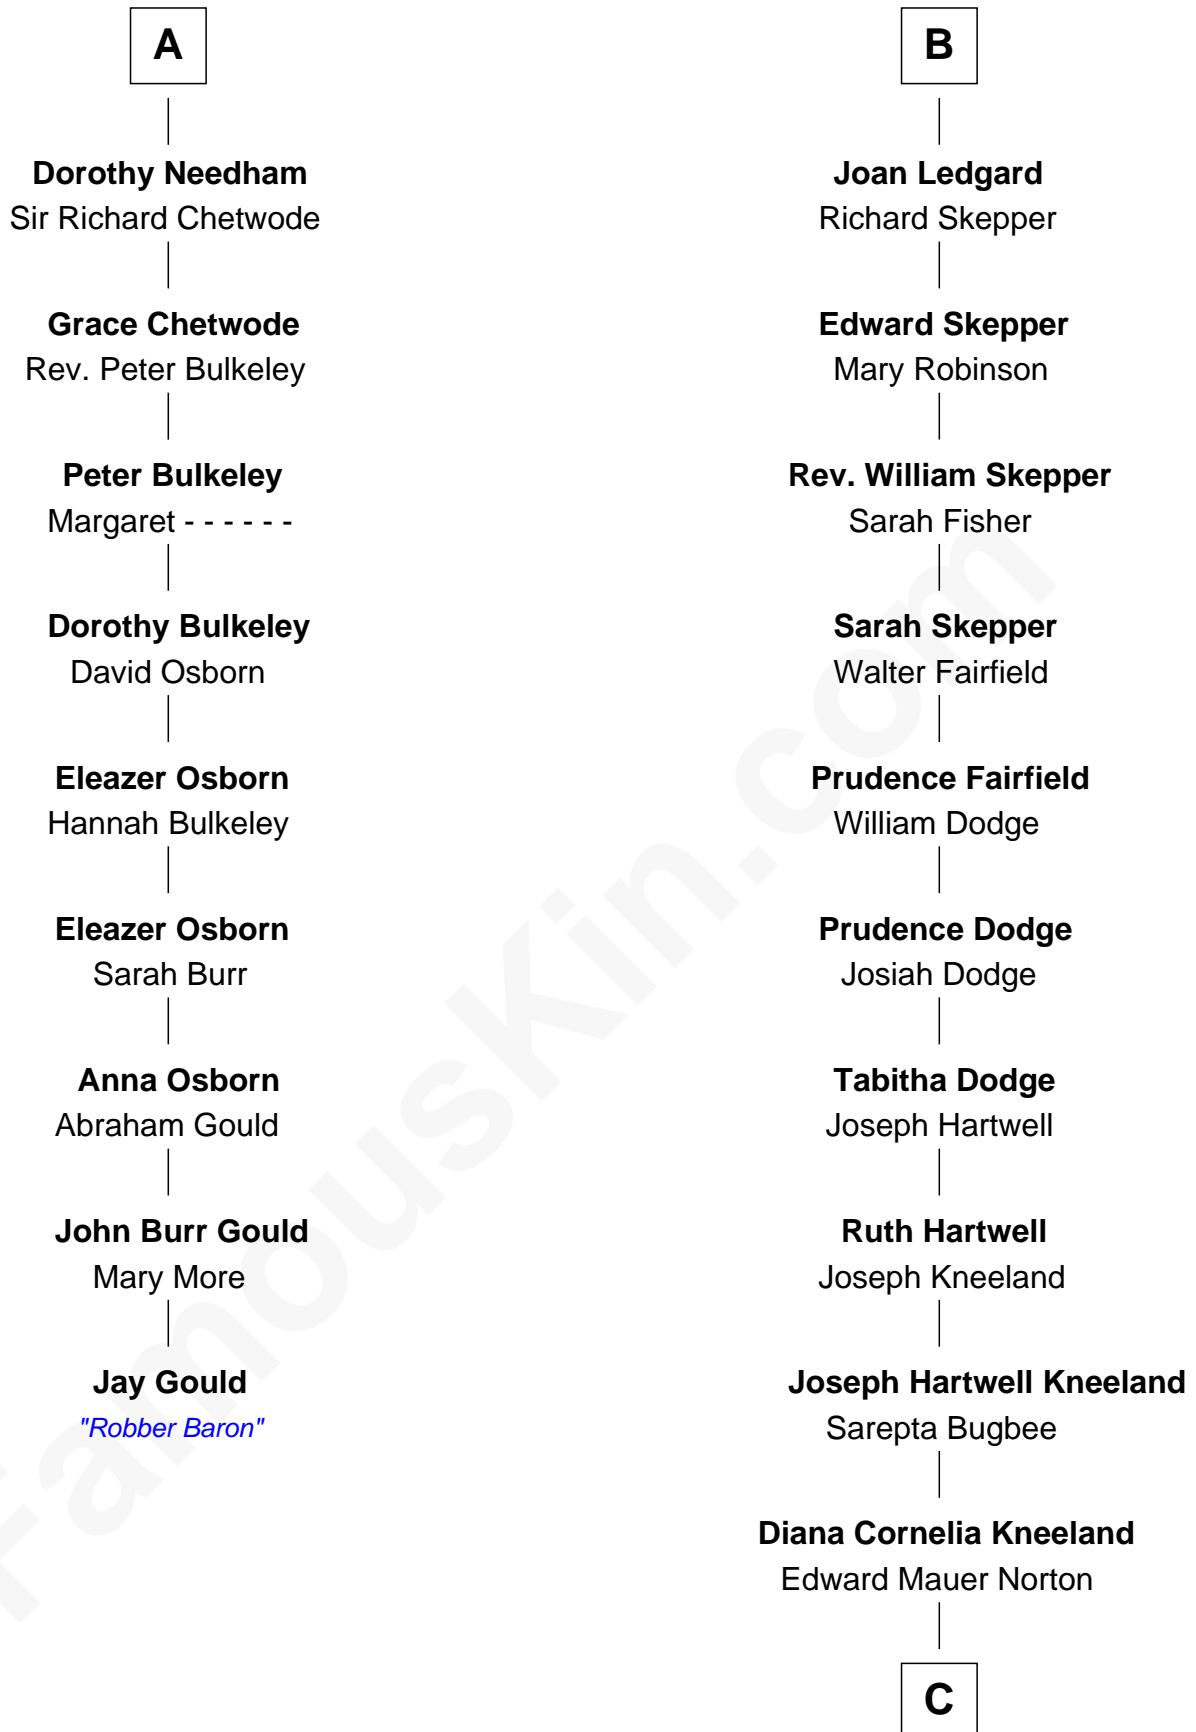 A
Dorothy Needham
Sir Richard Chetwode
Grace Chetwode
Rev. Peter Bulkeley
Peter Bulkeley
Margaret - - - - - -
Dorothy Bulkeley
David Osborn
Eleazer Osborn
Hannah Bulkeley
Eleazer Osborn
Sarah Burr
Anna Osborn
Abraham Gould
John Burr Gould
Mary More
Jay Gould
"Robber Baron"
B
Joan Ledgard
Richard Skepper
Edward Skepper
Mary Robinson
Rev. William Skepper
Sarah Fisher
Sarah Skepper
Walter Fairfield
Prudence Fairfield
William Dodge
Prudence Dodge
Josiah Dodge
Tabitha Dodge
Joseph Hartwell
Ruth Hartwell
Joseph Kneeland
Joseph Hartwell Kneeland
Sarepta Bugbee
Diana Cornelia Kneeland
Edward Mauer Norton
C
FamousKin.com